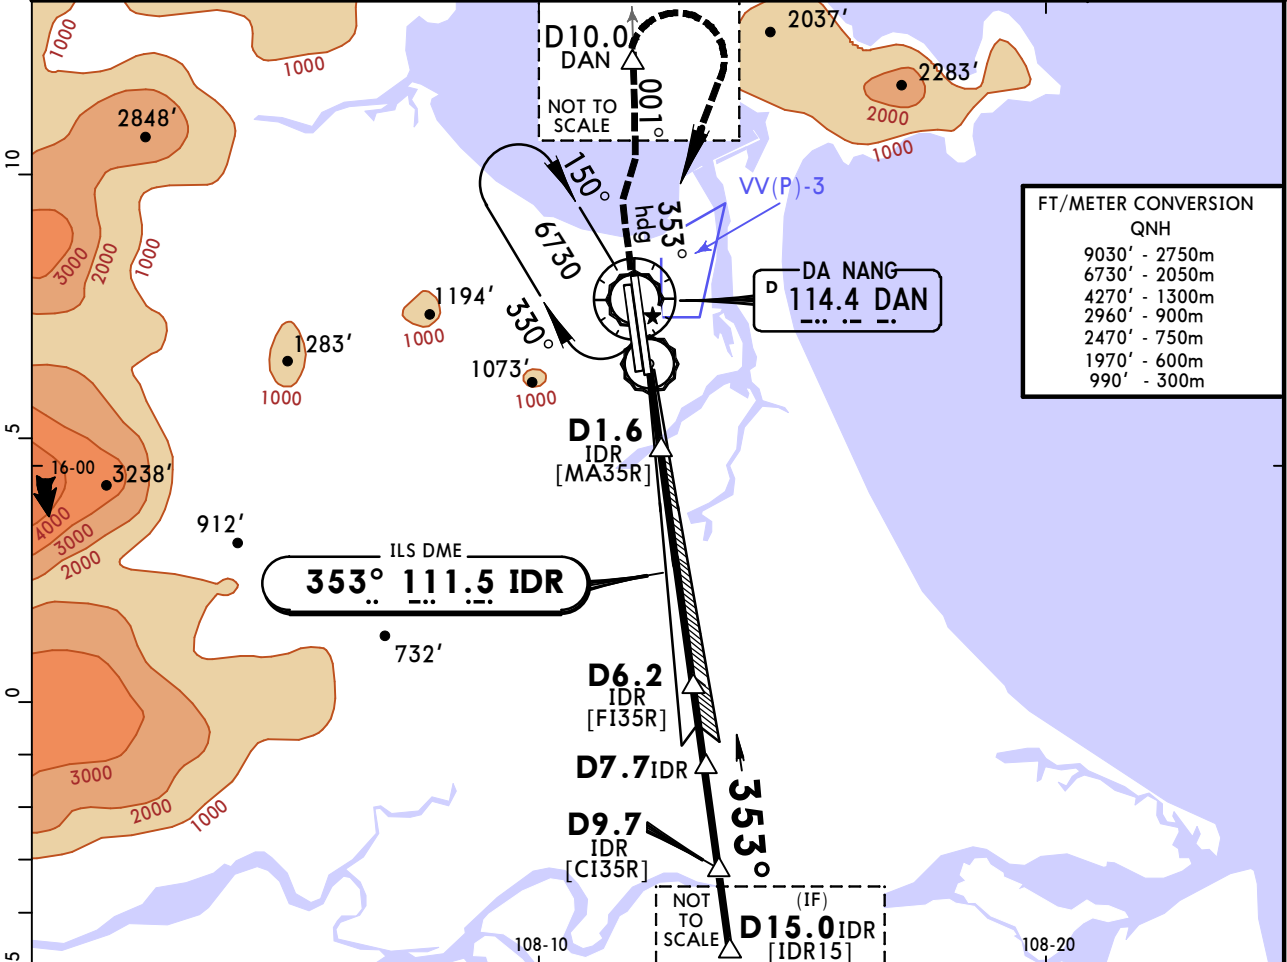 1000
1000
D10.0
DAN
NOT TO
SCALE
001°
2037'
2283'
2000
1000
2848'
10
150°
6730
330°
353°
hdg
VV(P)-3
FT/METER CONVERSION
QNH
9030' - 2750m
6730' - 2050m
4270' - 1300m
2960' - 900m
2470' - 750m
1970' - 600m
990' - 300m
3000
2000
1000
DA NANG
D 114.4 DAN
1194'
1000
1283'
1000
1073'
1000
5
16-00
3238'
4000
3000
2000
D1.6
IDR
[MA35R]
912'
ILS DME
353° 111.5 IDR
732'
D6.2
IDR
[FI35R]
0
D7.7 IDR
3000
2000
1000
353°
D9.7
IDR
[CI35R]
NOT
TO
SCALE
(IF)
D15.0 IDR
[IDR15]
5
108-10
108-20